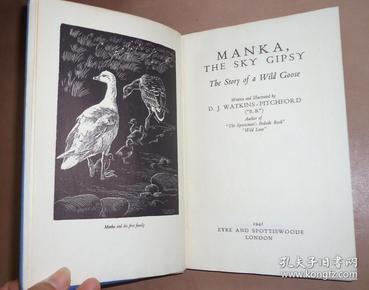 Manka and his first family
MANKA,
THE SKY GIPSY
The Story of a Wild Goose
Written and Illustrated by
D. J. WATKINS-PITCHFORD
("B.B.")
Author of
"The Sportsman's Bedside Book"
"Wild Lone"
1941
EYRE AND SPOTTISWOODE
LONDON
孔夫子旧书网
www.kongfz.com